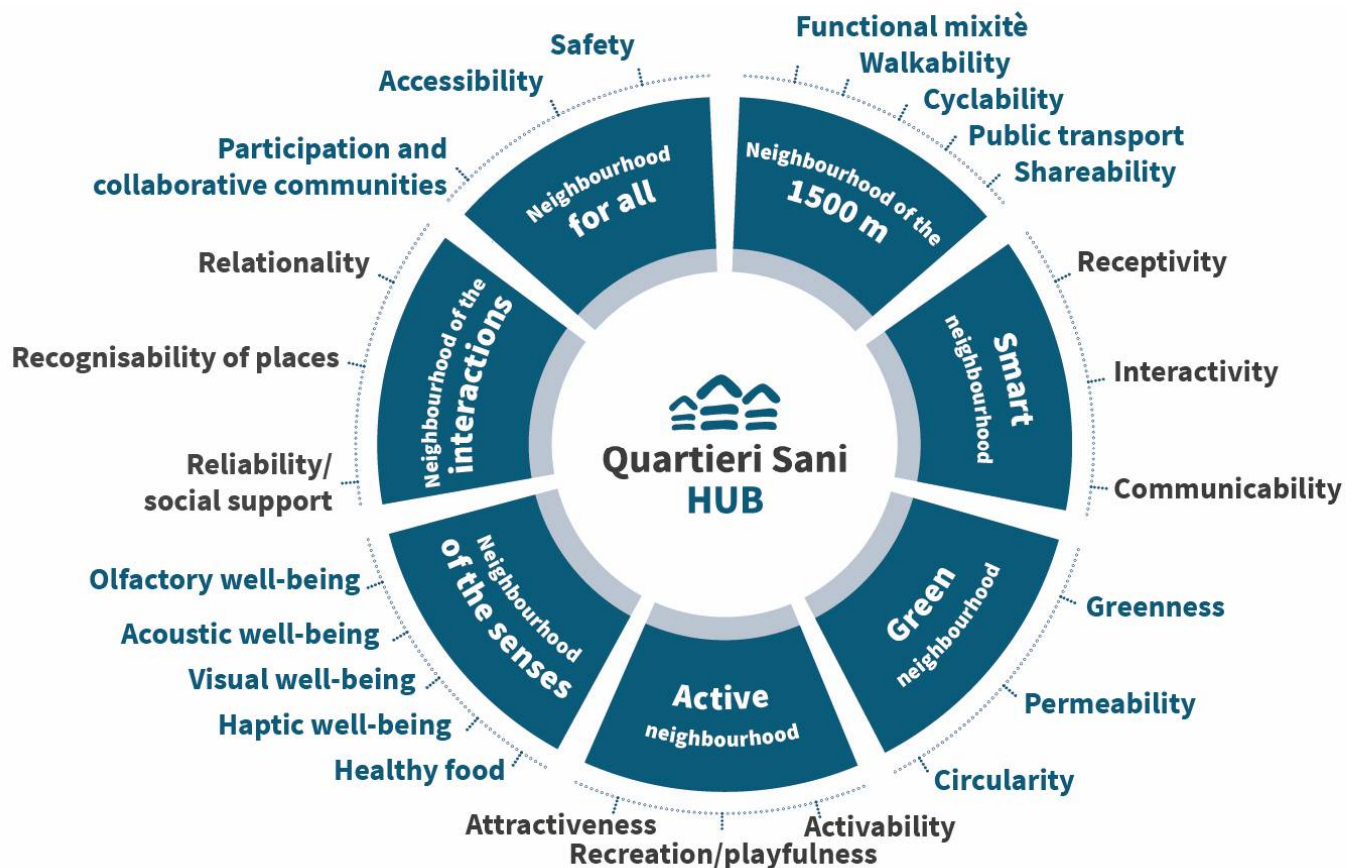 Quartieri Sani
HUB
Neighbourhood of the
1500 m
Functional mixitè
Walkability
Cyclability
Public transport
Shareability
Smart
neighbourhood
Receptivity
Interactivity
Communicability
Green
neighbourhood
Greenness
Permeability
Circularity
Active
neighbourhood
Activability
Recreation/playfulness
Attractiveness
Neighbourhood
of the senses
Healthy food
Haptic well-being
Visual well-being
Acoustic well-being
Olfactory well-being
Neighbourhood of the
interactions
Reliability/
social support
Recognisability of places
Relationality
Neighbourhood
for all
Participation and
collaborative communities
Accessibility
Safety